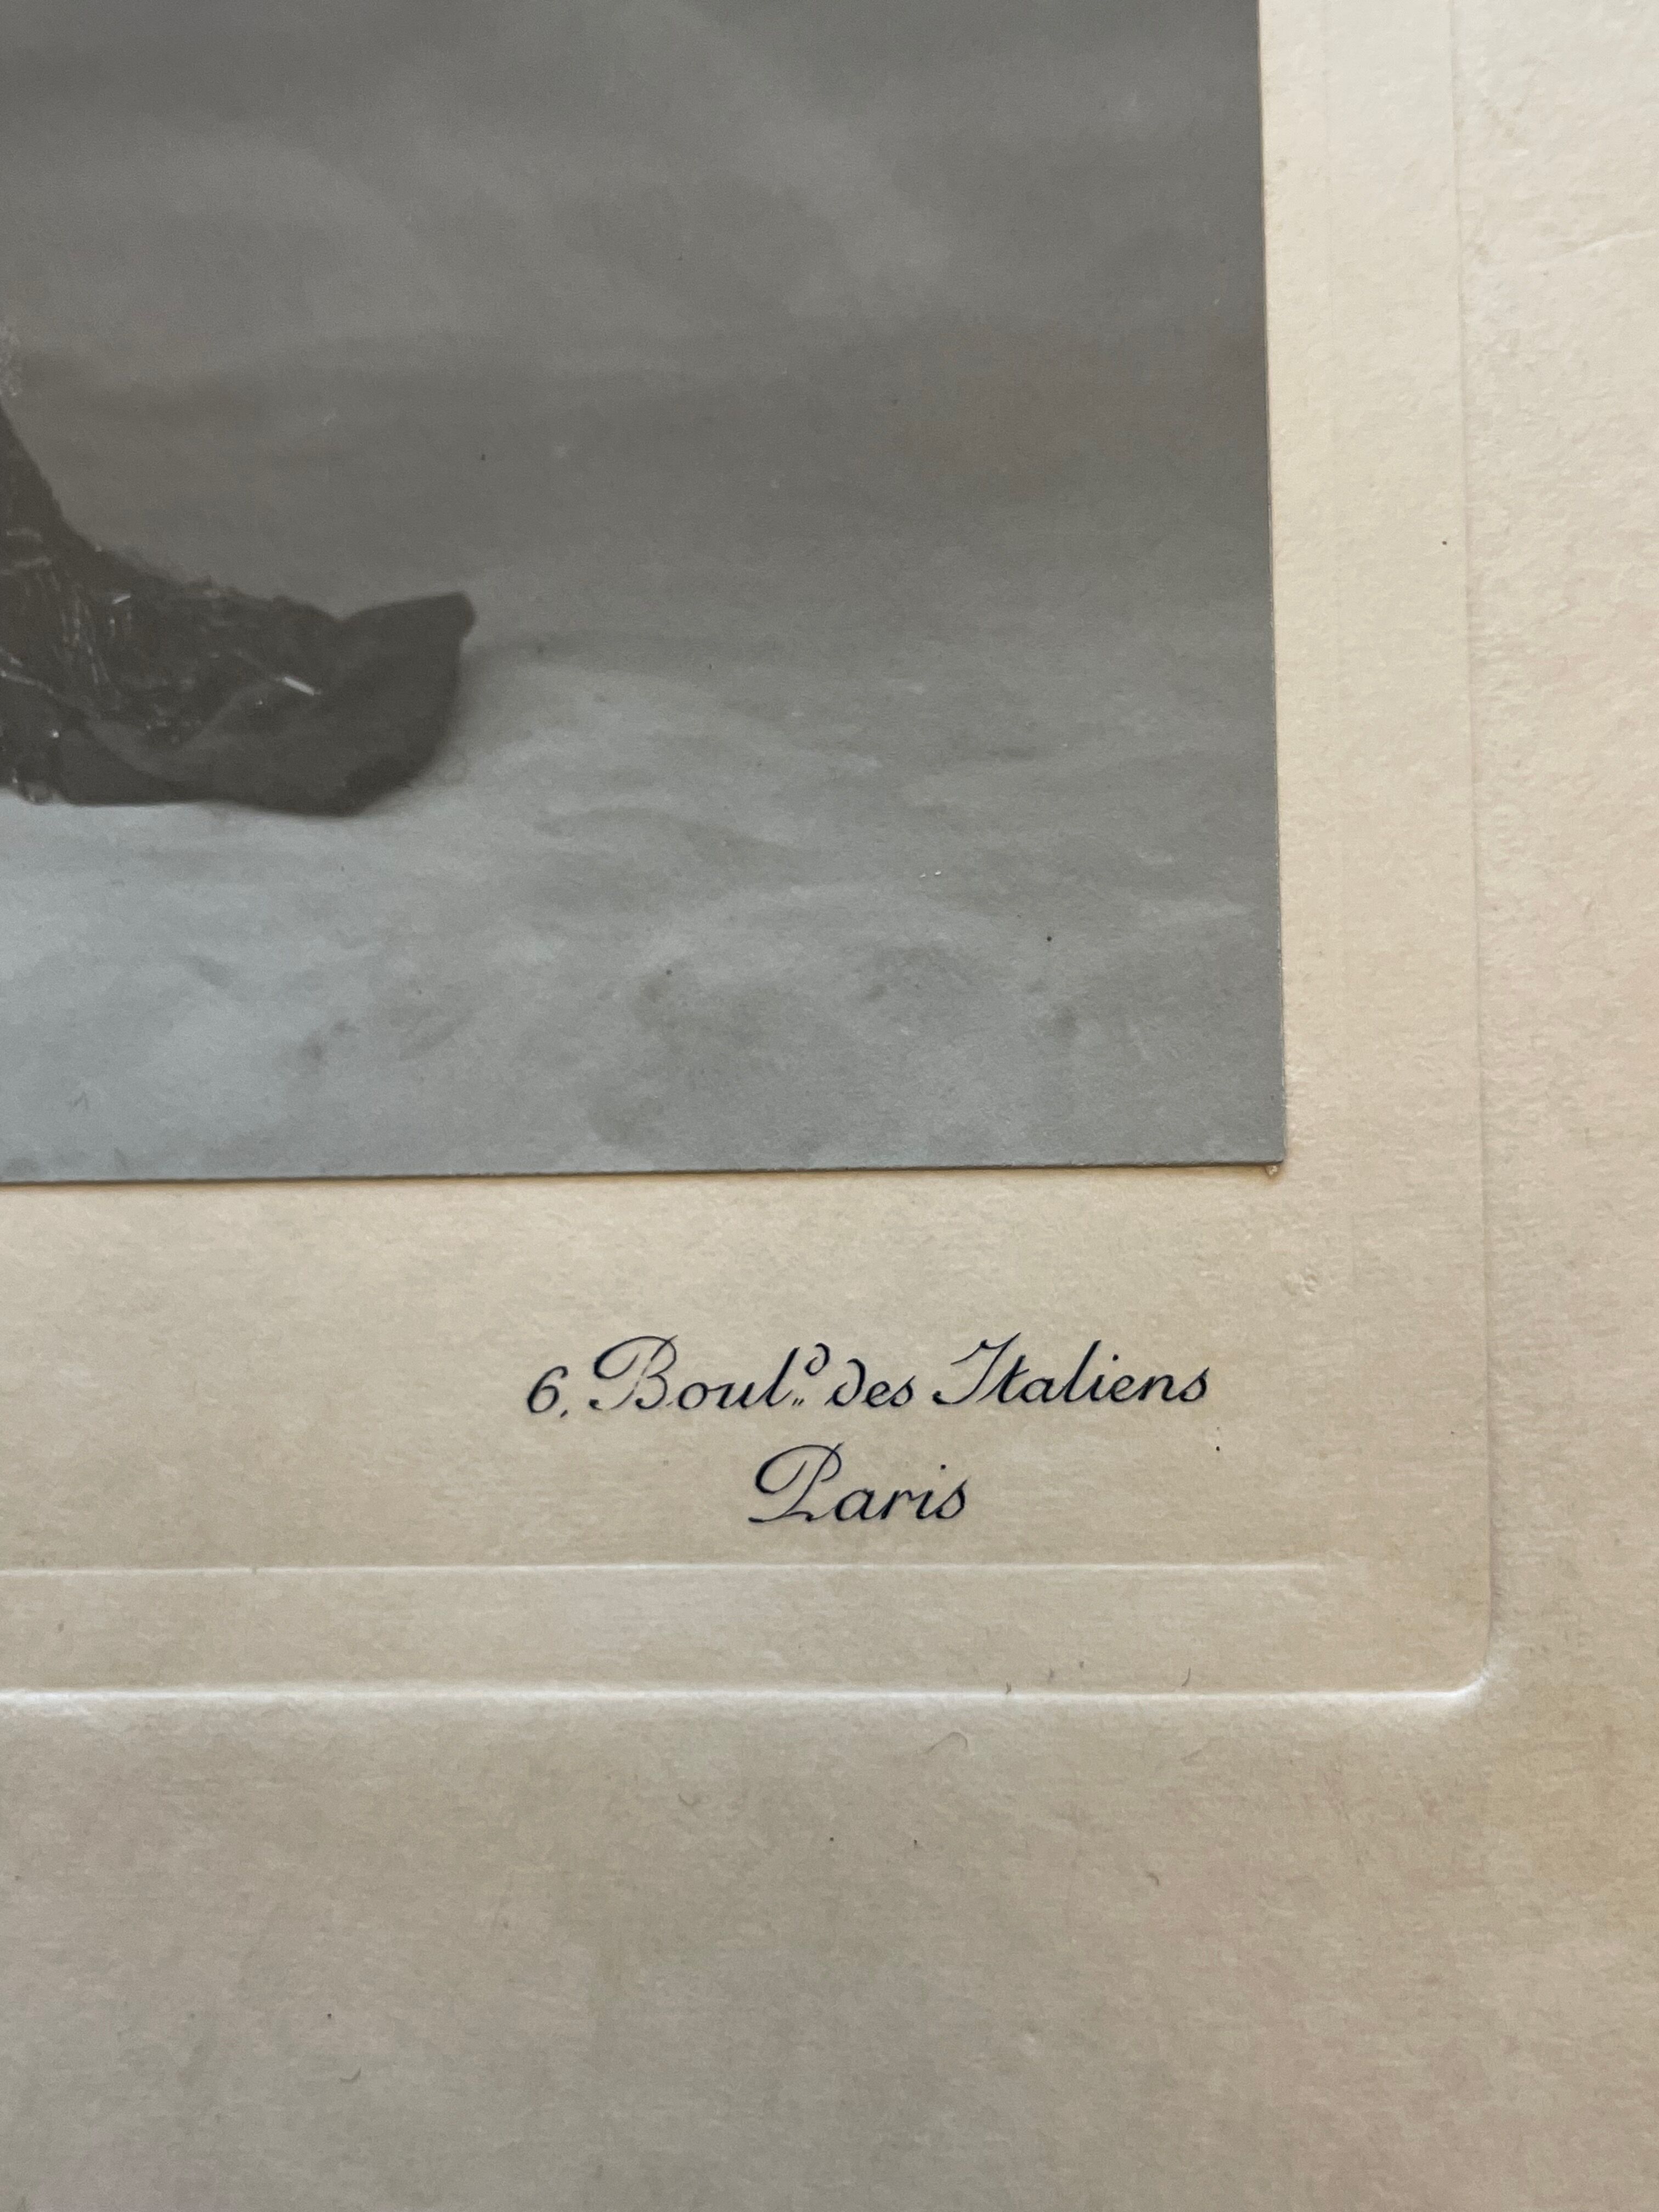 6, Boul.ᵈ des Italiens
Paris